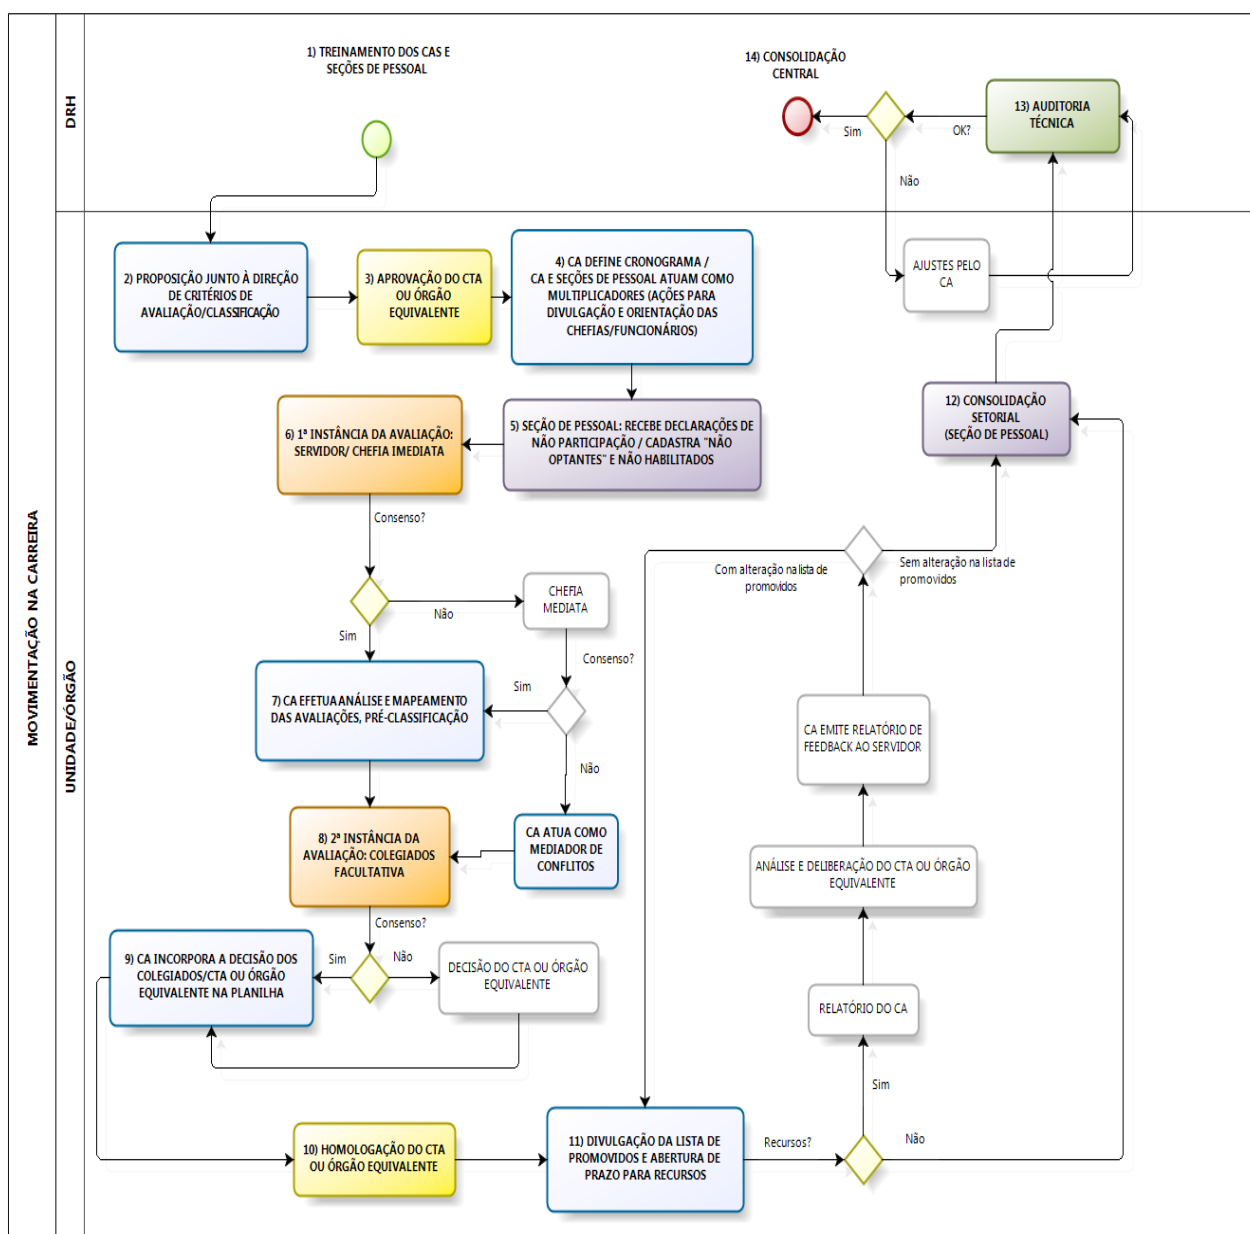 MOVIMENTAÇÃO NA CARREIRA
DRH
1) TREINAMENTO DOS CAS E
SEÇÕES DE PESSOAL
14) CONSOLIDAÇÃO
CENTRAL
Sim
OK?
13) AUDITORIA
TÉCNICA
Não
UNIDADE/ÓRGÃO
2) PROPOSIÇÃO JUNTO À DIREÇÃO
DE CRITÉRIOS DE
AVALIAÇÃO/CLASSIFICAÇÃO
3) APROVAÇÃO DO CTA
OU ÓRGÃO
EQUIVALENTE
4) CA DEFINE CRONOGRAMA /
CA E SEÇÕES DE PESSOAL ATUAM COMO
MULTIPLICADORES (AÇÕES PARA
DIVULGAÇÃO E ORIENTAÇÃO DAS
CHEFIAS/FUNCIONÁRIOS)
AJUSTES PELO
CA
5) SEÇÃO DE PESSOAL: RECEBE DECLARAÇÕES DE
NÃO PARTICIPAÇÃO / CADASTRA "NÃO
OPTANTES" E NÃO HABILITADOS
6) 1ª INSTÂNCIA DA AVALIAÇÃO:
SERVIDOR/ CHEFIA IMEDIATA
12) CONSOLIDAÇÃO
SETORIAL
(SEÇÃO DE PESSOAL)
Consenso?
Com alteração na lista de
promovidos
Sem alteração na lista de
promovidos
Não
Sim
CHEFIA
MEDIATA
Consenso?
Sim
Não
7) CA EFETUA ANÁLISE E MAPEAMENTO
DAS AVALIAÇÕES, PRÉ-CLASSIFICAÇÃO
CA EMITE RELATÓRIO DE
FEEDBACK AO SERVIDOR
8) 2ª INSTÂNCIA DA
AVALIAÇÃO: COLEGIADOS
FACULTATIVA
CA ATUA COMO
MEDIADOR DE
CONFLITOS
ANÁLISE E DELIBERAÇÃO DO CTA OU ÓRGÃO
EQUIVALENTE
Consenso?
Sim
Não
9) CA INCORPORA A DECISÃO DOS
COLEGIADOS/CTA OU ÓRGÃO
EQUIVALENTE NA PLANILHA
DECISÃO DO CTA OU ÓRGÃO
EQUIVALENTE
RELATÓRIO DO CA
Sim
10) HOMOLOGAÇÃO DO CTA
OU ÓRGÃO EQUIVALENTE
11) DIVULGAÇÃO DA LISTA DE
PROMOVIDOS E ABERTURA DE
PRAZO PARA RECURSOS
Recursos?
Não